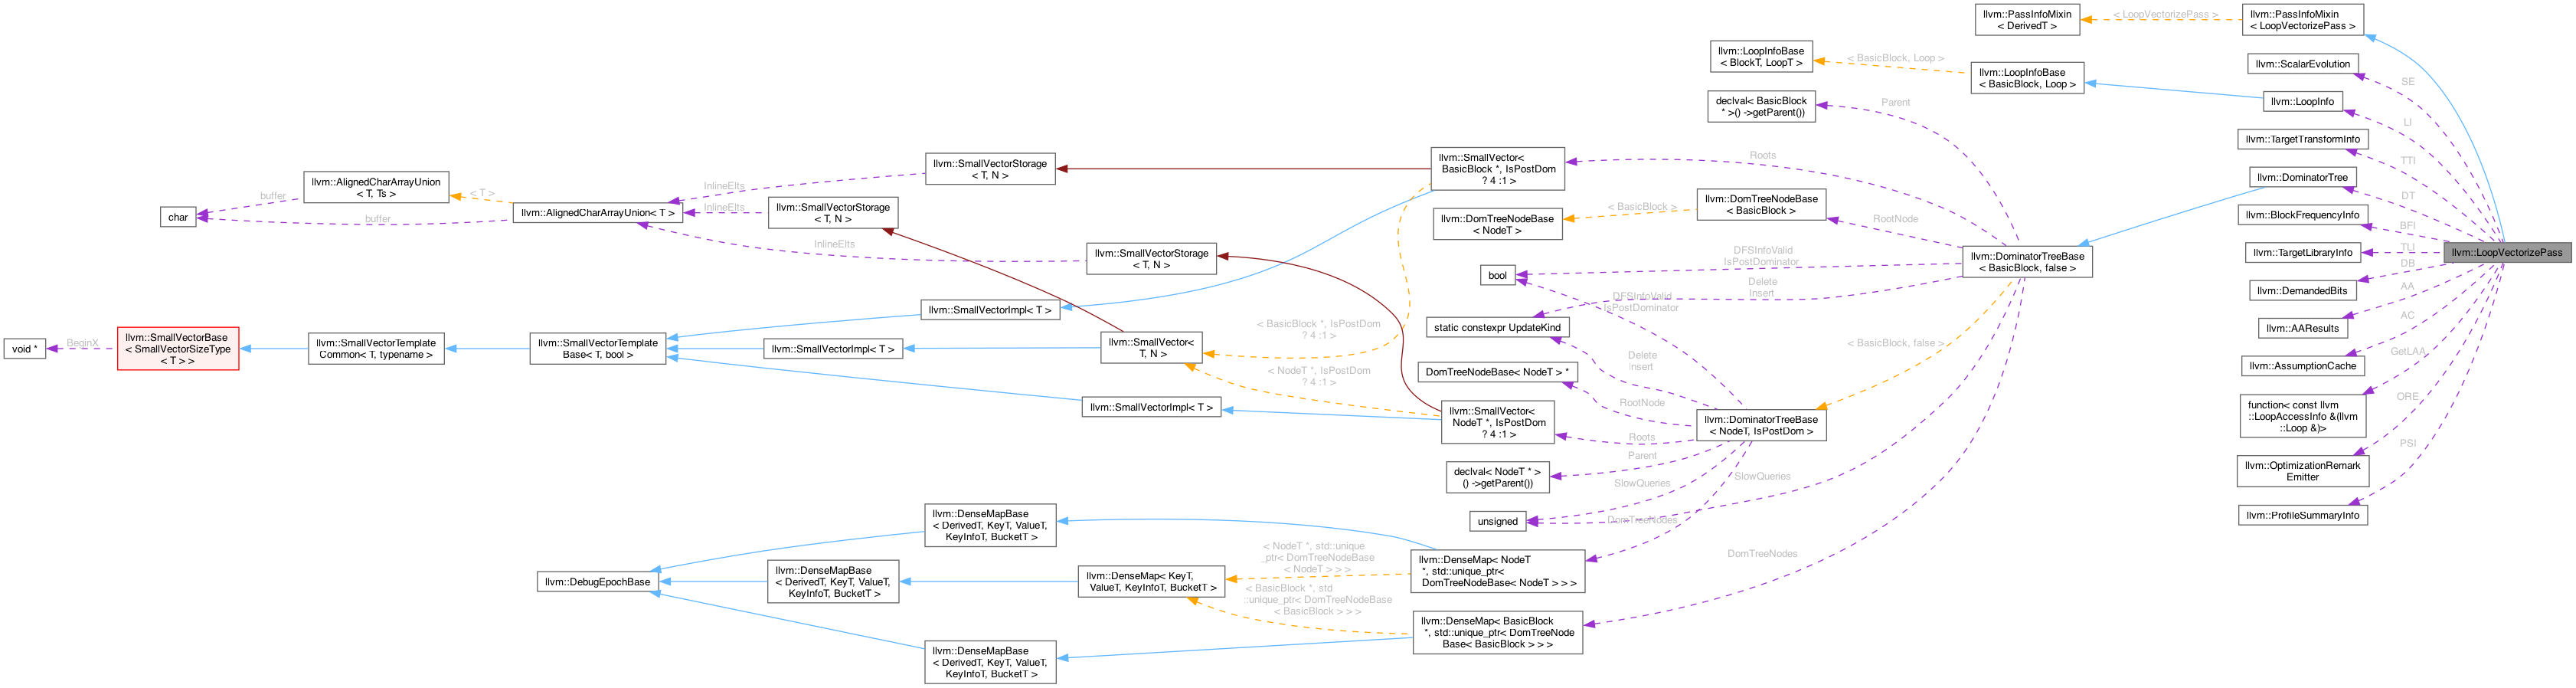 llvm::PassInfoMixin
< DerivedT >
< LoopVectorizePass >
llvm::PassInfoMixin
< LoopVectorizePass >
llvm::LoopInfoBase
< BlockT, LoopT >
< BasicBlock, Loop >
llvm::LoopInfoBase
< BasicBlock, Loop >
llvm::ScalarEvolution
SE
llvm::LoopInfo
LI
declval< BasicBlock
* >() ->getParent())
Parent
llvm::TargetTransformInfo
TTI
llvm::DominatorTree
DT
llvm::BlockFrequencyInfo
BFI
llvm::TargetLibraryInfo
TLI
llvm::LoopVectorizePass
llvm::DemandedBits
DB
llvm::AAResults
AA
llvm::AssumptionCache
AC
function< const llvm
::LoopAccessInfo &(llvm
::Loop &)>
GetLAA
llvm::OptimizationRemark
Emitter
ORE
llvm::ProfileSummaryInfo
PSI
llvm::SmallVector<
BasicBlock *, IsPostDom
? 4 :1 >
Roots
llvm::DomTreeNodeBase
< NodeT >
< BasicBlock >
llvm::DomTreeNodeBase
< BasicBlock >
RootNode
llvm::DominatorTreeBase
< BasicBlock, false >
bool
DFSInfoValid
IsPostDominator
Delete
Insert
static constexpr UpdateKind
DFSInfoValid
IsPostDominator
< BasicBlock, false >
DomTreeNodeBase< NodeT > *
Delete
Insert
RootNode
llvm::DominatorTreeBase
< NodeT, IsPostDom >
llvm::SmallVector<
NodeT *, IsPostDom
? 4 :1 >
Roots
declval< NodeT * >
() ->getParent())
Parent
SlowQueries
SlowQueries
unsigned
DomTreeNodes
DomTreeNodes
llvm::SmallVectorStorage
< T, N >
llvm::SmallVectorStorage
< T, N >
llvm::SmallVectorStorage
< T, N >
InlineElts
InlineElts
InlineElts
llvm::AlignedCharArrayUnion
< T, Ts >
< T >
llvm::AlignedCharArrayUnion< T >
buffer
buffer
char
llvm::SmallVectorImpl< T >
llvm::SmallVectorImpl< T >
llvm::SmallVectorImpl< T >
llvm::SmallVector<
T, N >
< BasicBlock *, IsPostDom
? 4 :1 >
< NodeT *, IsPostDom
? 4 :1 >
void *
BeginX
llvm::SmallVectorBase
< SmallVectorSizeType
< T > >
llvm::SmallVectorTemplate
Common< T, typename >
llvm::SmallVectorTemplate
Base< T, bool >
llvm::DenseMapBase
< DerivedT, KeyT, ValueT,
KeyInfoT, BucketT >
llvm::DebugEpochBase
llvm::DenseMapBase
< DerivedT, KeyT, ValueT,
KeyInfoT, BucketT >
llvm::DenseMap< KeyT,
ValueT, KeyInfoT, BucketT >
< NodeT *, std::unique
_ptr< DomTreeNodeBase
< NodeT > > >
< BasicBlock *, std
::unique_ptr< DomTreeNodeBase
< BasicBlock > > >
llvm::DenseMap< NodeT
*, std::unique_ptr<
DomTreeNodeBase< NodeT > > >
llvm::DenseMap< BasicBlock
*, std::unique_ptr< DomTreeNode
Base< BasicBlock > > >
llvm::DenseMapBase
< DerivedT, KeyT, ValueT,
KeyInfoT, BucketT >